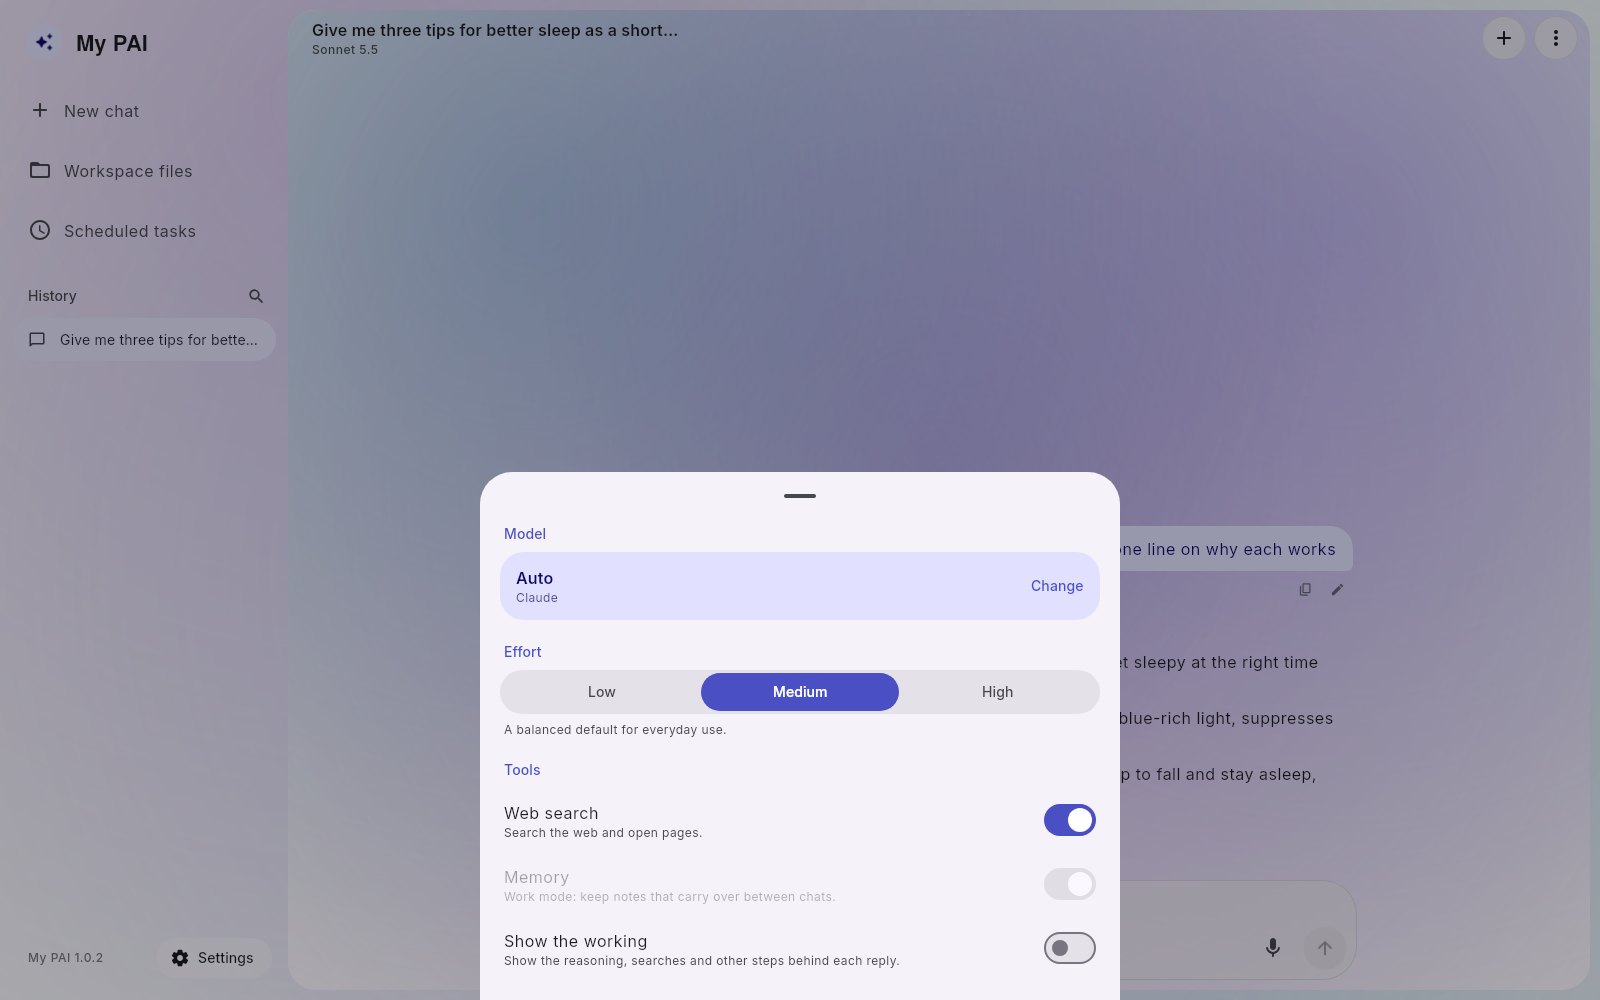 My PAI
New chat
Workspace files
Scheduled tasks
History
Give me three tips for bette...
My PAI 1.0.2
Settings
Give me three tips for better sleep as a short...
Sonnet 5.5
one line on why each works
sleepy at the right time
blue-rich light, suppresses
to fall and stay asleep,
Model
Auto
Claude
Change
Effort
Low
Medium
High
A balanced default for everyday use.
Tools
Web search
Search the web and open pages.
Memory
Work mode: keep notes that carry over between chats.
Show the working
Show the reasoning, searches and other steps behind each reply.